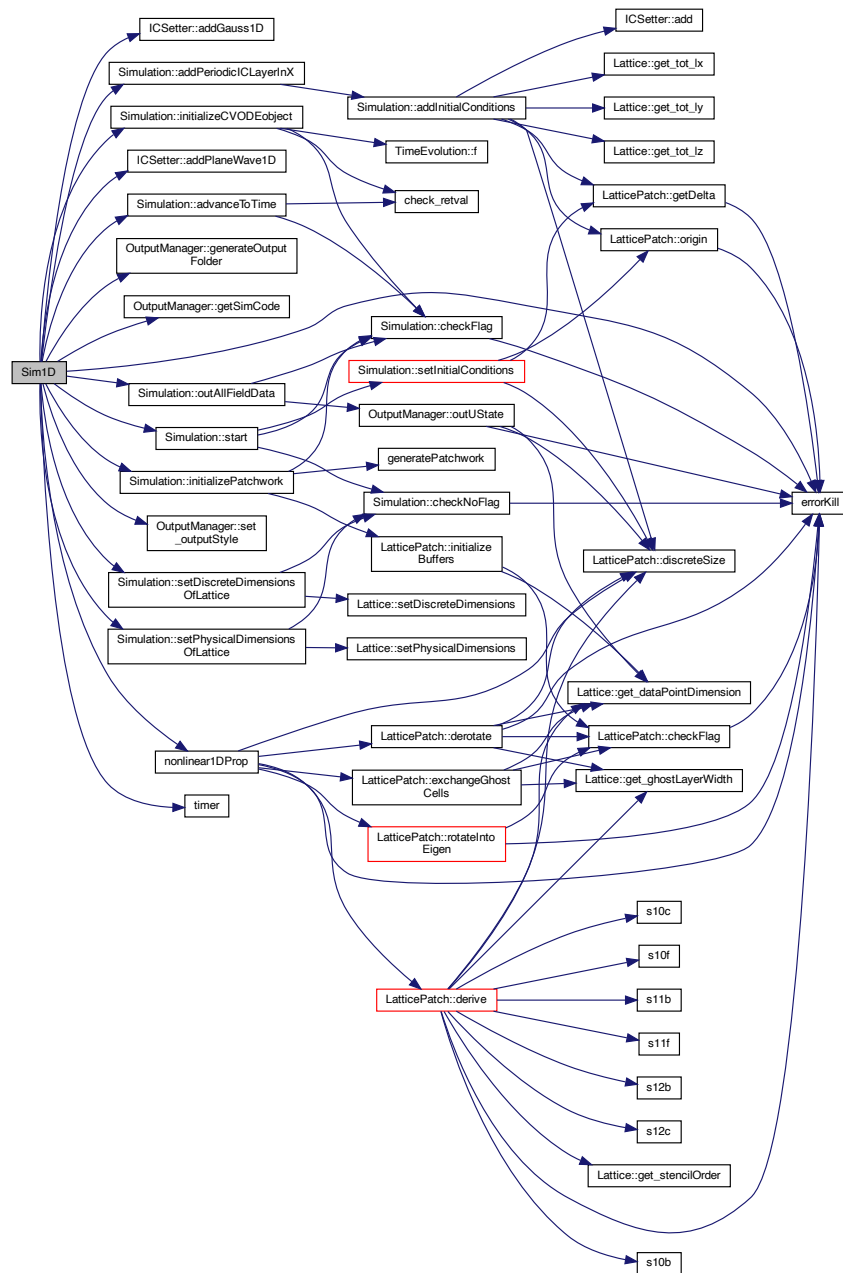 ICSetter::addGauss1D
ICSetter::add
Simulation::addPeriodicICLayerInX
Lattice::get_tot_lx
Simulation::addInitialConditions
Lattice::get_tot_ly
Simulation::initializeCVODEobject
TimeEvolution::f
Lattice::get_tot_lz
ICSetter::addPlaneWave1D
LatticePatch::getDelta
Simulation::advanceToTime
check_retval
LatticePatch::origin
OutputManager::generateOutput
Folder
OutputManager::getSimCode
Simulation::checkFlag
Sim1D
Simulation::setInitialConditions
Simulation::outAllFieldData
OutputManager::outUState
Simulation::start
generatePatchwork
Simulation::initializePatchwork
Simulation::checkNoFlag
errorKill
OutputManager::set
_outputStyle
LatticePatch::initialize
Buffers
LatticePatch::discreteSize
Simulation::setDiscreteDimensions
OfLattice
Lattice::setDiscreteDimensions
Simulation::setPhysicalDimensions
OfLattice
Lattice::setPhysicalDimensions
Lattice::get_dataPointDimension
LatticePatch::derotate
LatticePatch::checkFlag
nonlinear1DProp
LatticePatch::exchangeGhost
Cells
Lattice::get_ghostLayerWidth
timer
LatticePatch::rotateInto
Eigen
s10c
s10f
LatticePatch::derive
s11b
s11f
s12b
s12c
Lattice::get_stencilOrder
s10b